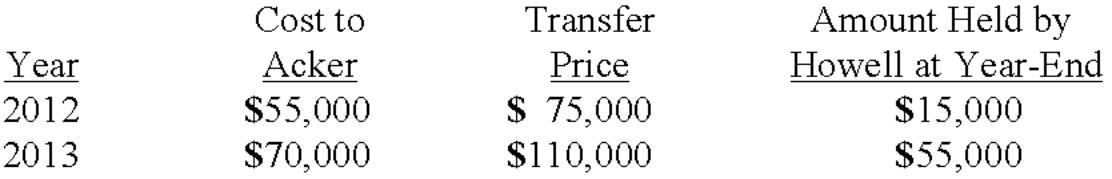 Cost to Transfer Amount Held by
Year Acker Price Howell at Year-End
2012 $55,000 $ 75,000 $15,000
2013 $70,000 $110,000 $55,000